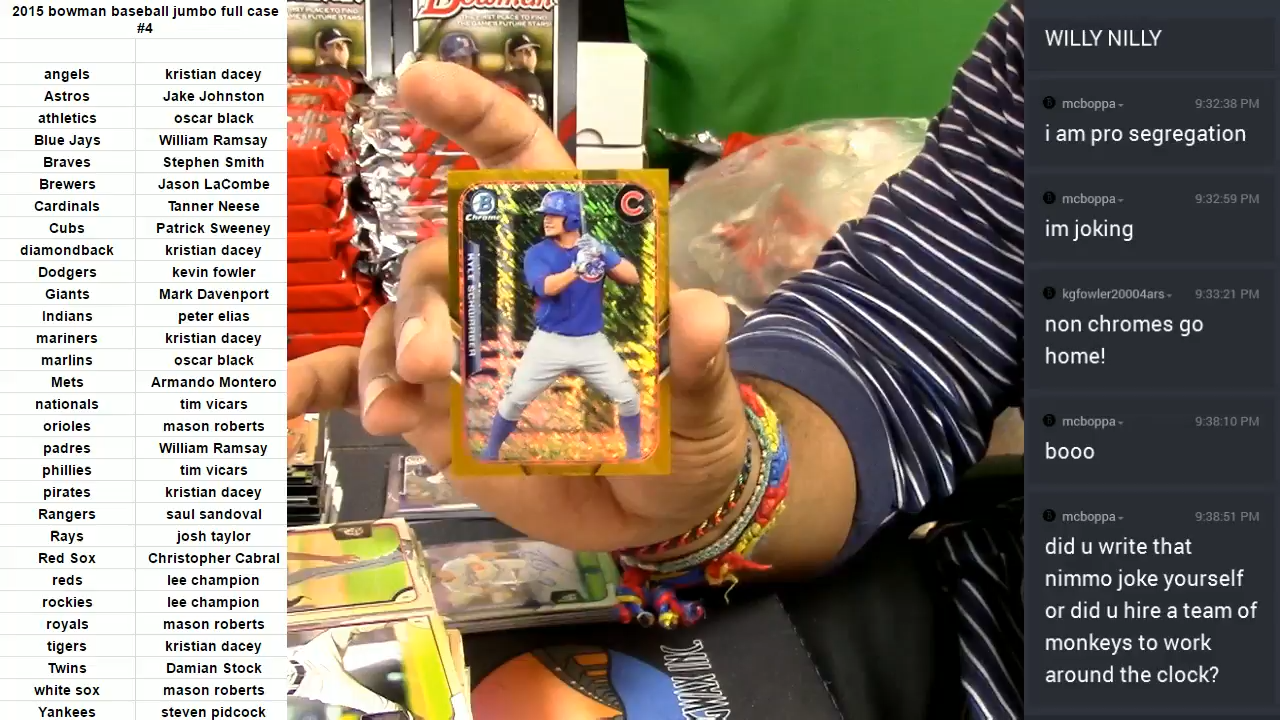 2015 bowman baseball jumbo full case
#4
angels kristian dacey
Astros Jake Johnston
athletics oscar black
Blue Jays William Ramsay
Braves Stephen Smith
Brewers Jason LaCombe
Cardinals Tanner Neese
Cubs Patrick Sweeney
diamondback kristian dacey
Dodgers kevin fowler
Giants Mark Davenport
Indians peter elias
mariners kristian dacey
marlins oscar black
Mets Armando Montero
nationals tim vicars
orioles mason roberts
padres William Ramsay
phillies tim vicars
pirates kristian dacey
Rangers saul sandoval
Rays josh taylor
Red Sox Christopher Cabral
reds lee champion
rockies lee champion
royals mason roberts
tigers kristian dacey
Twins Damian Stock
white sox mason roberts
Yankees steven pidcock
Bowman
B
Chrome
C
KYLE SCHWARBER
INC
WILLY NILLY
mcboppa 9:32:38 PM
i am pro segregation
mcboppa 9:32:59 PM
im joking
kgfowler20004ars 9:33:21 PM
non chromes go
home!
mcboppa 9:38:10 PM
booo
mcboppa 9:38:51 PM
did u write that
nimmo joke yourself
or did u hire a team of
monkeys to work
around the clock?